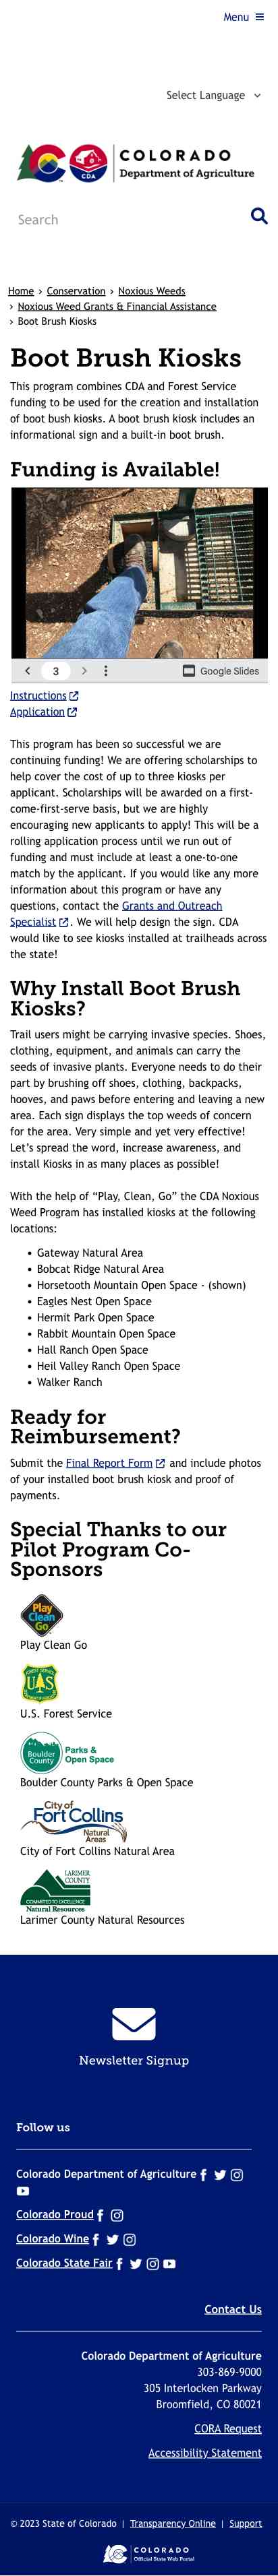 Menu
Select Language
CDA
COLORADO
Department of Agriculture
Search
Home › Conservation › Noxious Weeds
› Noxious Weed Grants & Financial Assistance
› Boot Brush Kiosks
Boot Brush Kiosks
This program combines CDA and Forest Service
funding to be used for the creation and installation
of boot bush kiosks. A boot brush kiosk includes an
informational sign and a built-in boot brush.
Funding is Available!
3
Google Slides
Instructions
Application
This program has been so successful we are
continuing funding! We are offering scholarships to
help cover the cost of up to three kiosks per
applicant. Scholarships will be awarded on a first-
come-first-serve basis, but we are highly
encouraging new applicants to apply! This will be a
rolling application process until we run out of
funding and must include at least a one-to-one
match by the applicant. If you would like any more
information about this program or have any
questions, contact the Grants and Outreach
Specialist. We will help design the sign. CDA
would like to see kiosks installed at trailheads across
the state!
Why Install Boot Brush
Kiosks?
Trail users might be carrying invasive species. Shoes,
clothing, equipment, and animals can carry the
seeds of invasive plants. Everyone needs to do their
part by brushing off shoes, clothing, backpacks,
hooves, and paws before entering and leaving a new
area. Each sign displays the top weeds of concern
for the area. Very simple and yet very effective!
Let’s spread the word, increase awareness, and
install Kiosks in as many places as possible!
With the help of “Play, Clean, Go” the CDA Noxious
Weed Program has installed kiosks at the following
locations:
• Gateway Natural Area
• Bobcat Ridge Natural Area
• Horsetooth Mountain Open Space - (shown)
• Eagles Nest Open Space
• Hermit Park Open Space
• Rabbit Mountain Open Space
• Hall Ranch Open Space
• Heil Valley Ranch Open Space
• Walker Ranch
Ready for
Reimbursement?
Submit the Final Report Form and include photos
of your installed boot brush kiosk and proof of
payments.
Special Thanks to our
Pilot Program Co-
Sponsors
Play
Clean
Go
Play Clean Go
FOREST SERVICE
U S
U.S. Forest Service
Boulder
County
Parks &
Open Space
Boulder County Parks & Open Space
City of
Fort Collins
Natural
Areas
City of Fort Collins Natural Area
LARIMER
COUNTY
COMMITTED TO EXCELLENCE
Natural Resources
Larimer County Natural Resources
Newsletter Signup
Follow us
Colorado Department of Agriculture
Colorado Proud
Colorado Wine
Colorado State Fair
Contact Us
Colorado Department of Agriculture
303-869-9000
305 Interlocken Parkway
Broomfield, CO 80021
CORA Request
Accessibility Statement
© 2023 State of Colorado | Transparency Online | Support
COLORADO
Official State Web Portal